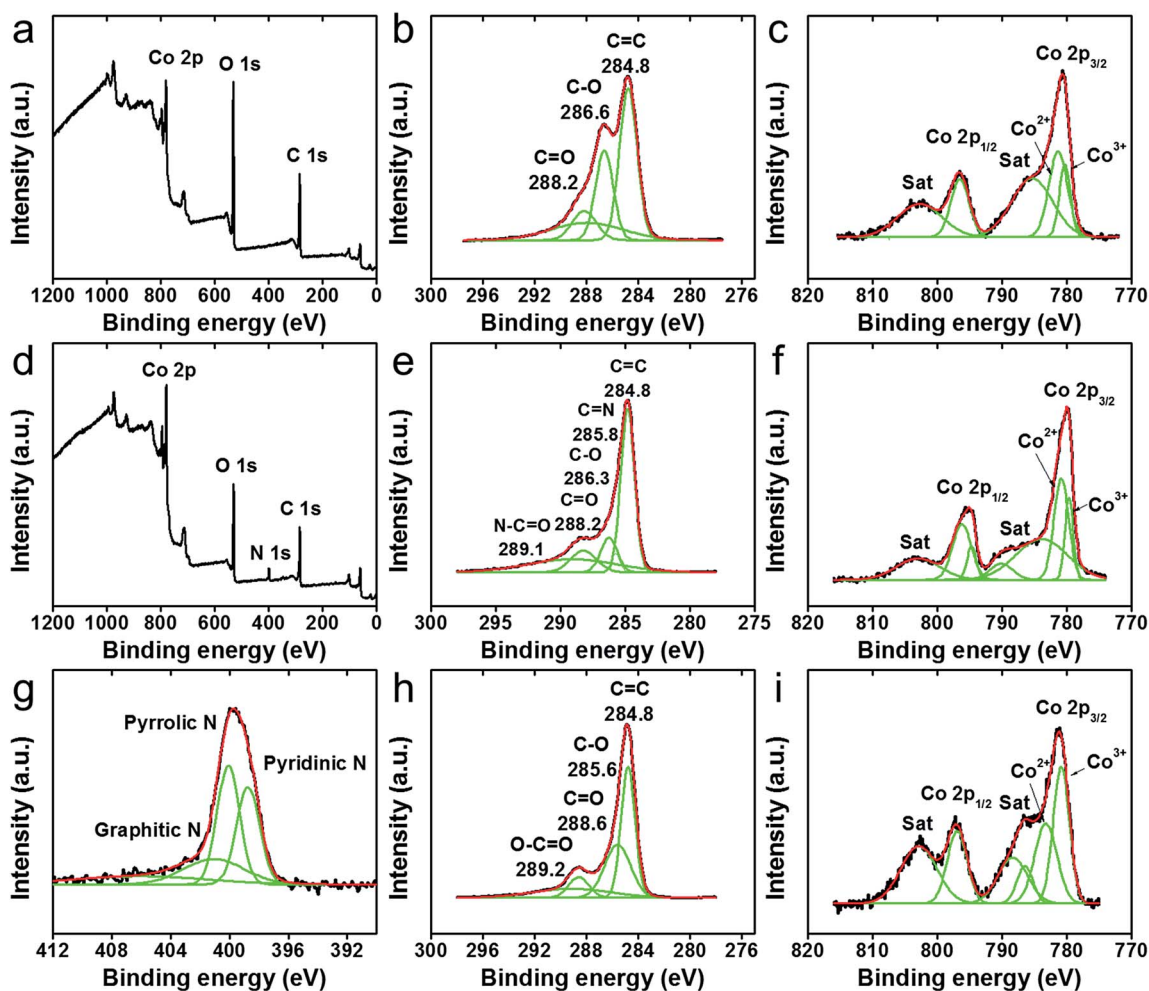 a
Co 2p
O 1s
C 1s
Intensity (a.u.)
1200 1000 800 600 400 200 0
Binding energy (eV)
b
C=C
284.8
C-O
286.6
C=O
288.2
Intensity (a.u.)
300 296 292 288 284 280 275
Binding energy (eV)
c
Co 2p3/2
Co2+
Co 2p1/2
Co3+
Sat
Sat
Intensity (a.u.)
820 810 800 790 780 770
Binding energy (eV)
d
Co 2p
O 1s
C 1s
N 1s
Intensity (a.u.)
1200 1000 800 600 400 200 0
Binding energy (eV)
e
C=C
284.8
C=N
285.8
C-O
286.3
C=O
288.2
N-C=O
289.1
Intensity (a.u.)
300 296 292 288 284 280 275
Binding energy (eV)
f
Co 2p3/2
Co2+
Co 2p1/2
Co3+
Sat
Sat
Intensity (a.u.)
820 810 800 790 780 770
Binding energy (eV)
g
Pyrrolic N
Pyridinic N
Graphitic N
Intensity (a.u.)
412 408 404 400 396 392
Binding energy (eV)
h
C=C
284.8
C-O
285.6
C=O
288.6
O-C=O
289.2
Intensity (a.u.)
300 296 292 288 284 280 275
Binding energy (eV)
i
Co 2p3/2
Co2+
Co3+
Co 2p1/2
Sat
Sat
Intensity (a.u.)
820 810 800 790 780 770
Binding energy (eV)